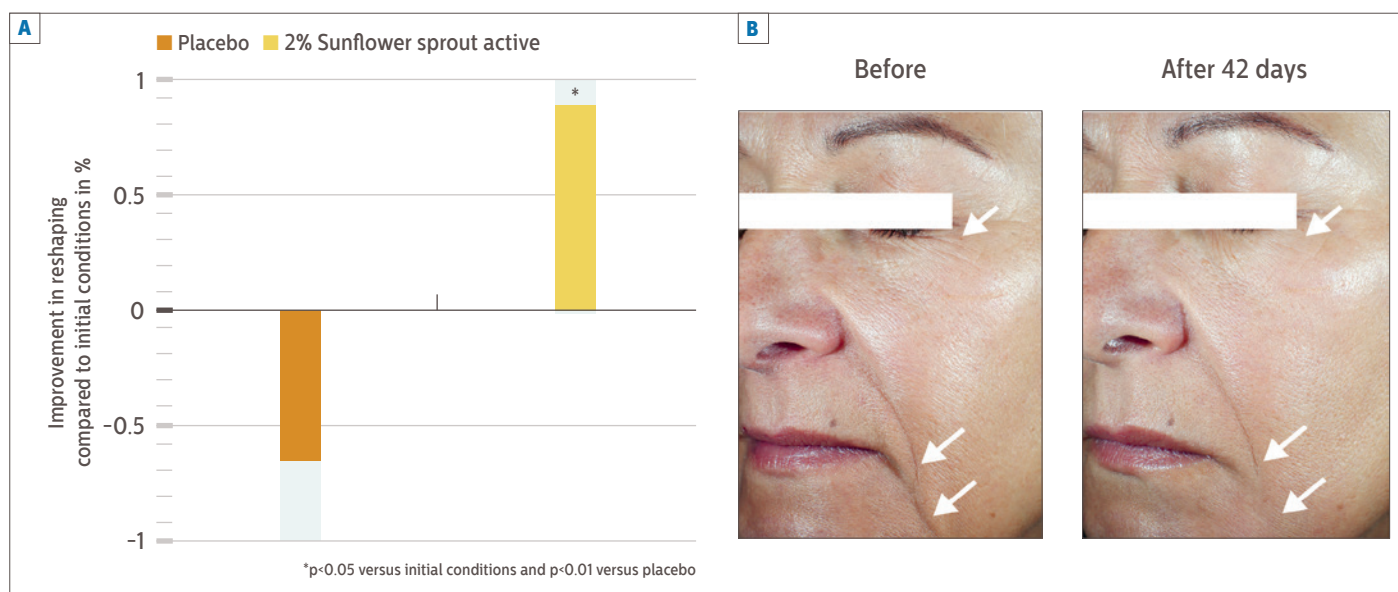 A
Placebo 2% Sunflower sprout active
Improvement in reshaping
compared to initial conditions in %
1
*
0.5
0
-0.5
-1
*p<0.05 versus initial conditions and p<0.01 versus placebo
B
Before
After 42 days